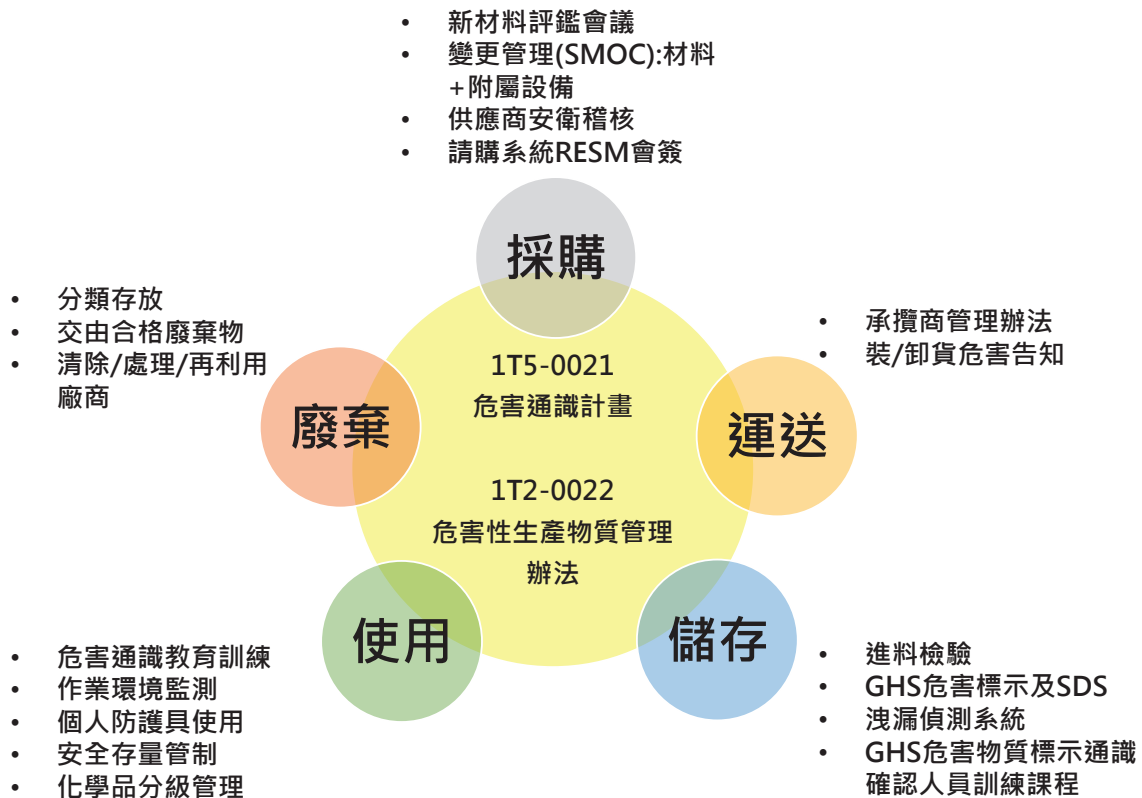 • 新材料評鑑會議
• 變更管理(SMOC):材料
+附屬設備
• 供應商安衛稽核
• 請購系統RESM會簽
採購
• 分類存放
• 交由合格廢棄物
• 清除/處理/再利用
廠商
廢棄
• 承攬商管理辦法
• 裝/卸貨危害告知
運送
1T5-0021
危害通識計畫
1T2-0022
危害性生產物質管理
辦法
使用
• 危害通識教育訓練
• 作業環境監測
• 個人防護具使用
• 安全存量管制
• 化學品分級管理
儲存
• 進料檢驗
• GHS危害標示及SDS
• 洩漏偵測系統
• GHS危害物質標示通識
確認人員訓練課程